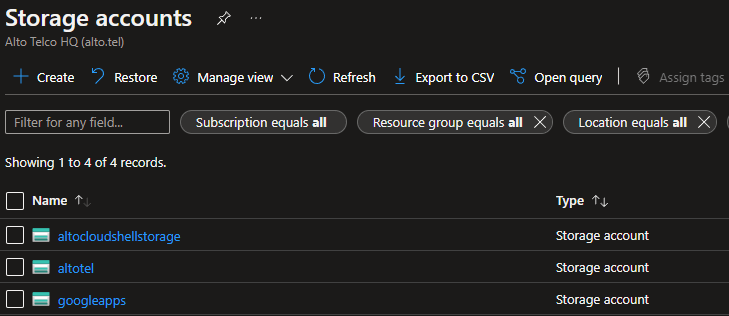 Storage accounts
Alto Telco HQ (alto.tel)
Create Restore Manage view Refresh Export to CSV Open query Assign tags
Filter for any field... Subscription equals all Resource group equals all Location equals all
Showing 1 to 4 of 4 records.
Name Type
altocloudshellstorage Storage account
altotel Storage account
googleapps Storage account